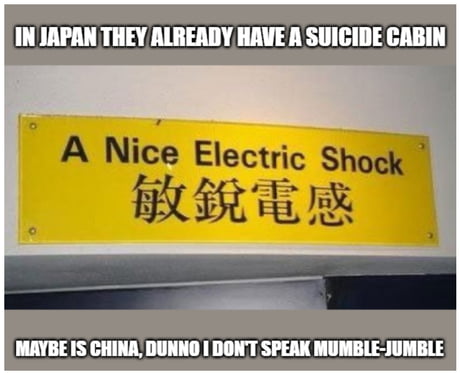 IN JAPAN THEY ALREADY HAVE A SUICIDE CABIN
A Nice Electric Shock
敏銳電感
MAYBE IS CHINA, DUNNO I DON'T SPEAK MUMBLE-JUMBLE